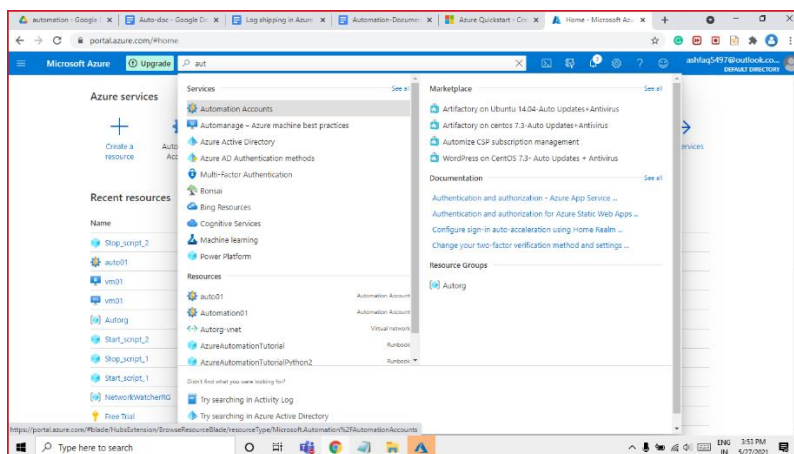 automation - Google
Auto-doc - Google Do
Log shipping in Azure
Automation-Documen
Azure Quickstart - Cre
Home - Microsoft Azu
portal.azure.com/#home
Microsoft Azure
Upgrade
aut
ashfaq5497@outlook.co...
DEFAULT DIRECTORY
Azure services
Create a
resource
Auto
Acc
ervices
Recent resources
Name
Stop_script_2
auto01
vm01
vm01
Autorg
Start_script_2
Stop_script_1
Start_script_1
NetworkWatcherRG
Free Trial
Services
See all
Automation Accounts
Automanage – Azure machine best practices
Azure Active Directory
Azure AD Authentication methods
Multi-Factor Authentication
Bonsai
Bing Resources
Cognitive Services
Machine learning
Power Platform
Resources
auto01
Automation Account
Automation01
Automation Account
Autorg-vnet
Virtual network
AzureAutomationTutorial
Runbook
AzureAutomationTutorialPython2
Runbook
Didn't find what you were looking for?
Try searching in Activity Log
Try searching in Azure Active Directory
Marketplace
See all
Artifactory on Ubuntu 14.04-Auto Updates+Antivirus
Artifactory on centos 7.3-Auto Updates+Antivirus
Automize CSP subscription management
WordPress on CentOS 7.3- Auto Updates + Antivirus
Documentation
See all
Authentication and authorization - Azure App Service ...
Authentication and authorization for Azure Static Web Apps ...
Configure sign-in auto-acceleration using Home Realm ...
Change your two-factor verification method and settings ...
Resource Groups
Autorg
https://portal.azure.com/#blade/HubsExtension/BrowseResourceBlade/resourceType/Microsoft.Automation%2FAutomationAccounts
Type here to search
ENG
IN
3:53 PM
5/27/2021